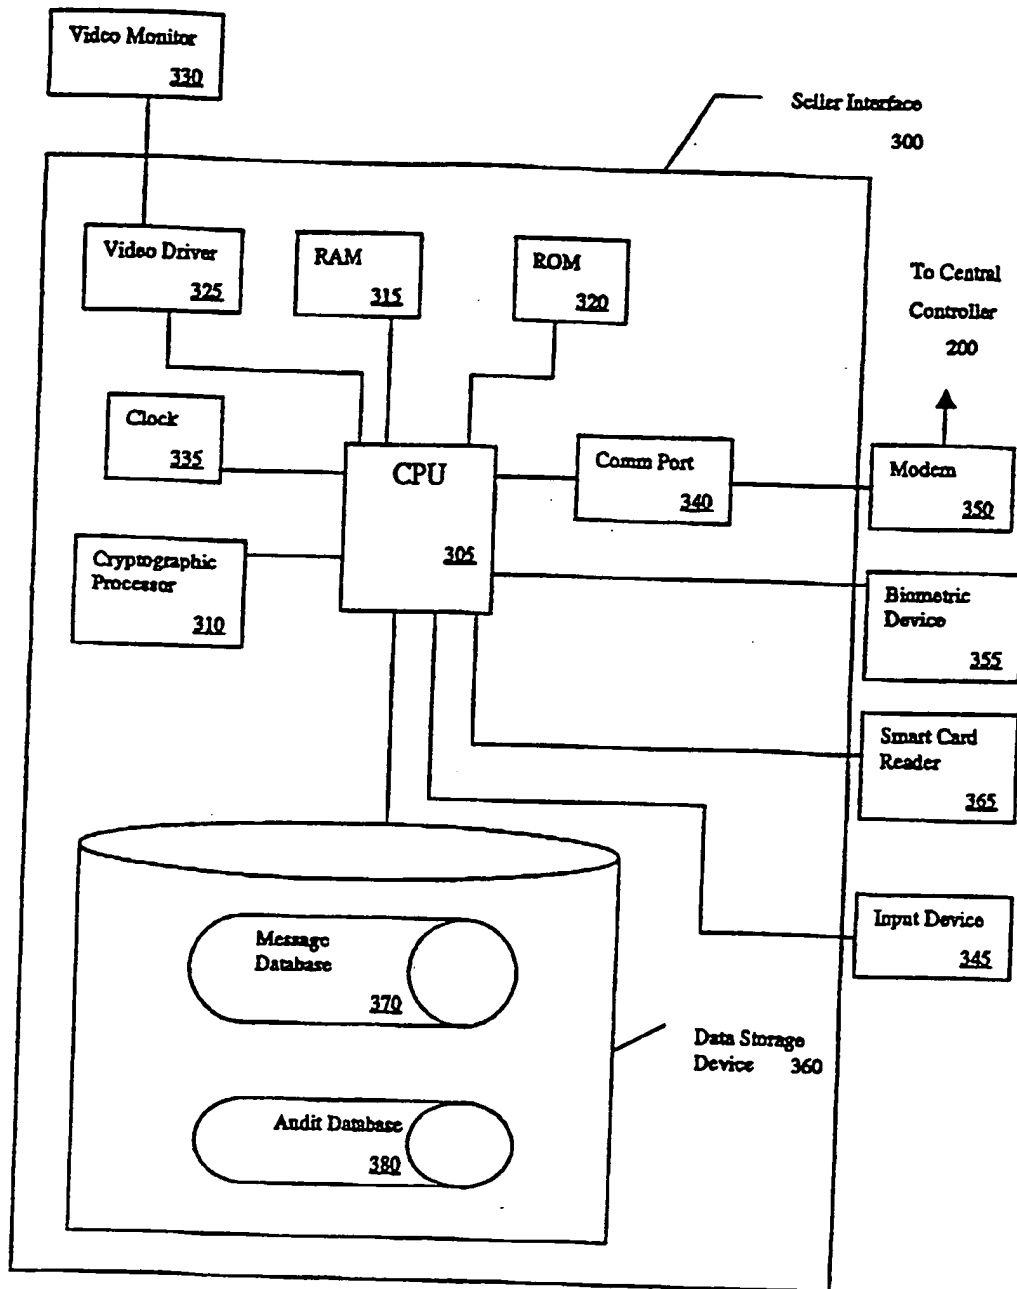 Video Monitor
330
Seller Interface
300
Video Driver
325
RAM
315
ROM
320
To Central
Controller
200
Clock
335
CPU
305
Comm Port
340
Modem
350
Cryptographic
Processor
310
Biometric
Device
355
Smart Card
Reader
365
Input Device
345
Message
Database
370
Data Storage
Device 360
Audit Database
380